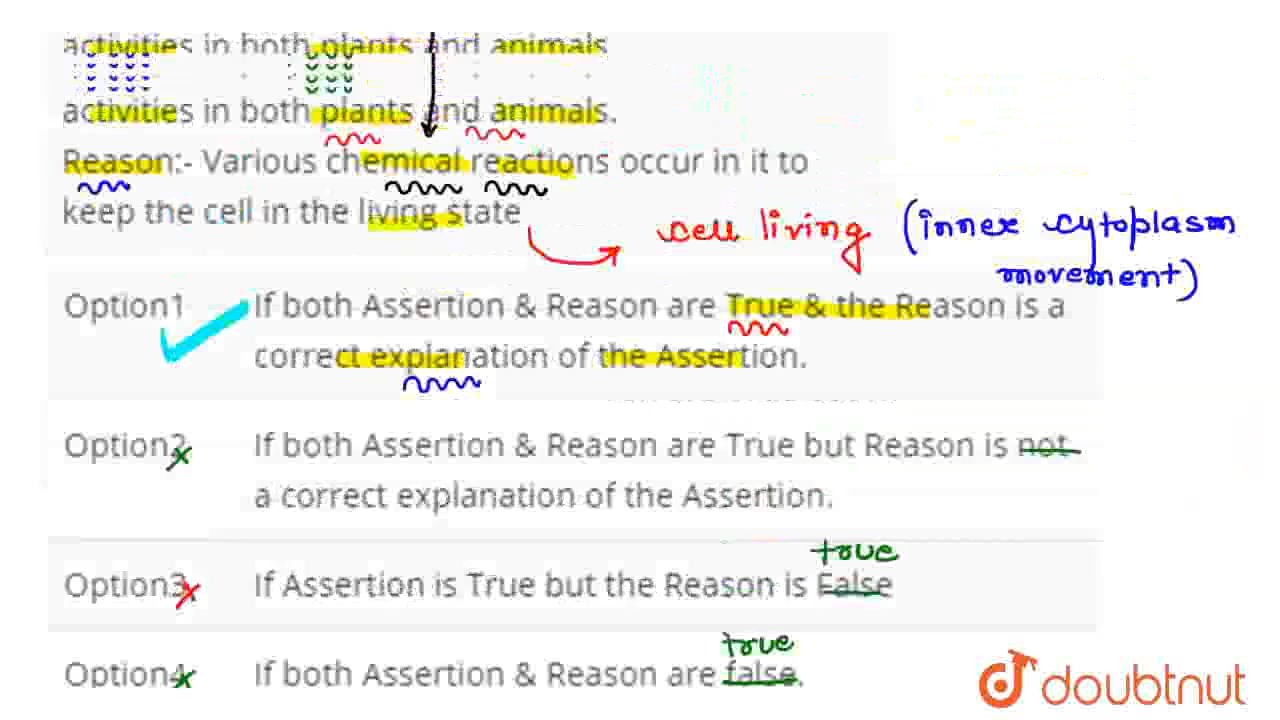 activities in both plants and animals
activities in both plants and animals.
Reason:- Various chemical reactions occur in it to
keep the cell in the living state
cell living (inner cytoplasm
movement)
Option1 If both Assertion & Reason are True & the Reason is a
correct explanation of the Assertion.
Option2 If both Assertion & Reason are True but Reason is not
a correct explanation of the Assertion.
true
Option3 If Assertion is True but the Reason is False
true
Option4 If both Assertion & Reason are false.
doubtnut